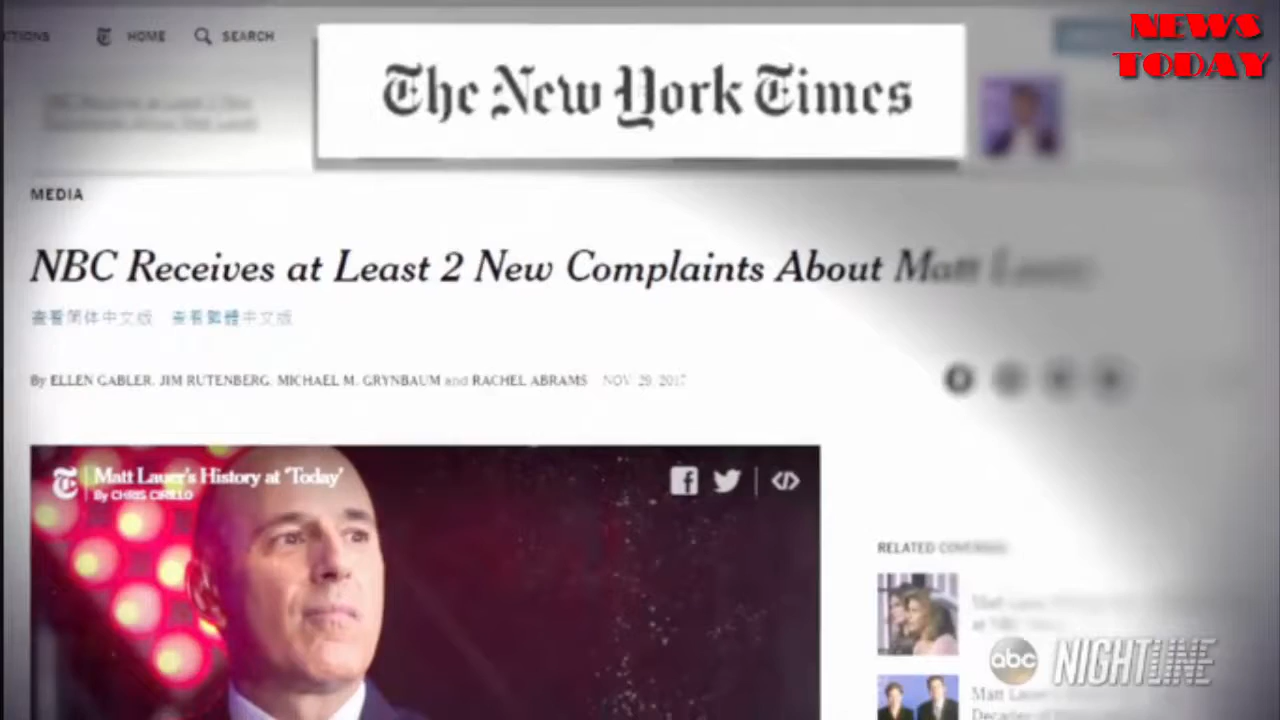 NEWS
TODAY
HOME
SEARCH
The New York Times
MEDIA
NBC Receives at Least 2 New Complaints About Matt Lauer
查看简体中文版 查看繁體中文版
By ELLEN GABLER, JIM RUTENBERG, MICHAEL M. GRYNBAUM and RACHEL ABRAMS NOV. 29, 2017
Matt Lauer's History at 'Today'
By CHRIS CIRILLO
RELATED COVERAGE
Matt
Decades of
abc NIGHTLINE